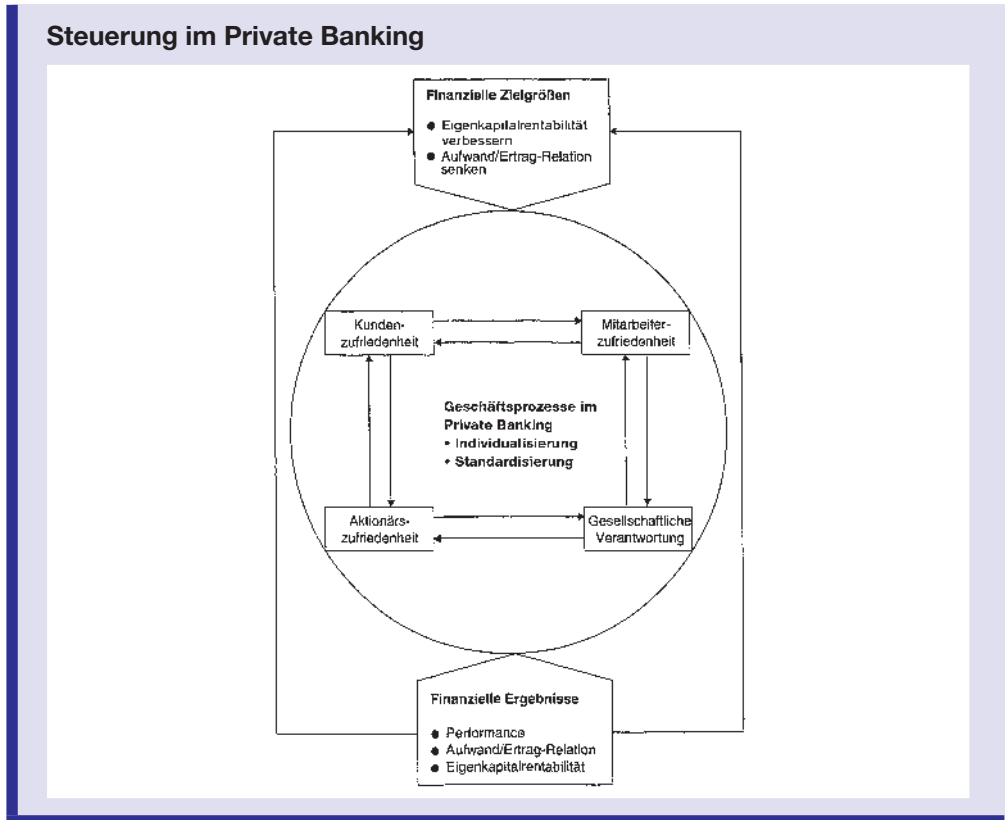 Steuerung im Private Banking
Finanzielle Zielgrößen
● Eigenkapitalrentabilität
verbessern
● Aufwand/Ertrag-Relation
senken
Kunden-
zufriedenheit
Mitarbeiter-
zufriedenheit
Geschäftsprozesse im
Private Banking
• Individualisierung
• Standardisierung
Aktionärs-
zufriedenheit
Gesellschaftliche
Verantwortung
Finanzielle Ergebnisse
● Performance
● Aufwand/Ertrag-Relation
● Eigenkapitalrentabilität